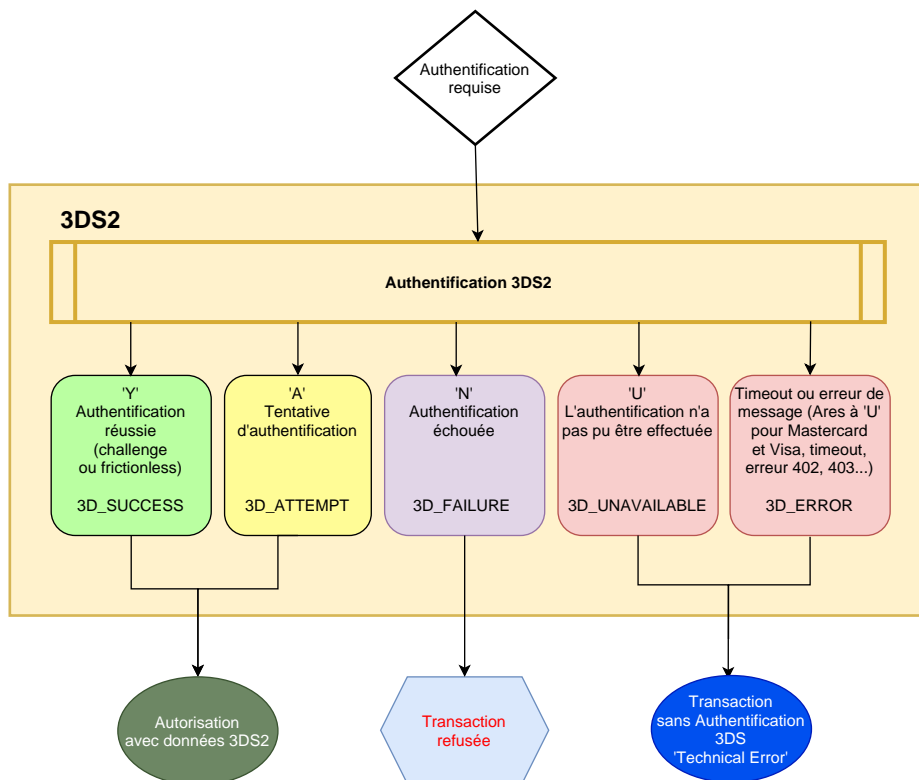 Authentification
requise
3DS2
Authentification 3DS2
'Y'
Authentification
réussie
(challenge
ou frictionless)
3D_SUCCESS
'A'
Tentative
d'authentification
3D_ATTEMPT
'N'
Authentification
échouée
3D_FAILURE
'U'
L'authentification n'a
pas pu être effectuée
3D_UNAVAILABLE
Timeout ou erreur de
message (Ares à 'U'
pour Mastercard
et Visa, timeout,
erreur 402, 403...)
3D_ERROR
Autorisation
avec données 3DS2
Transaction
refusée
Transaction
sans Authentification
3DS
'Technical Error'